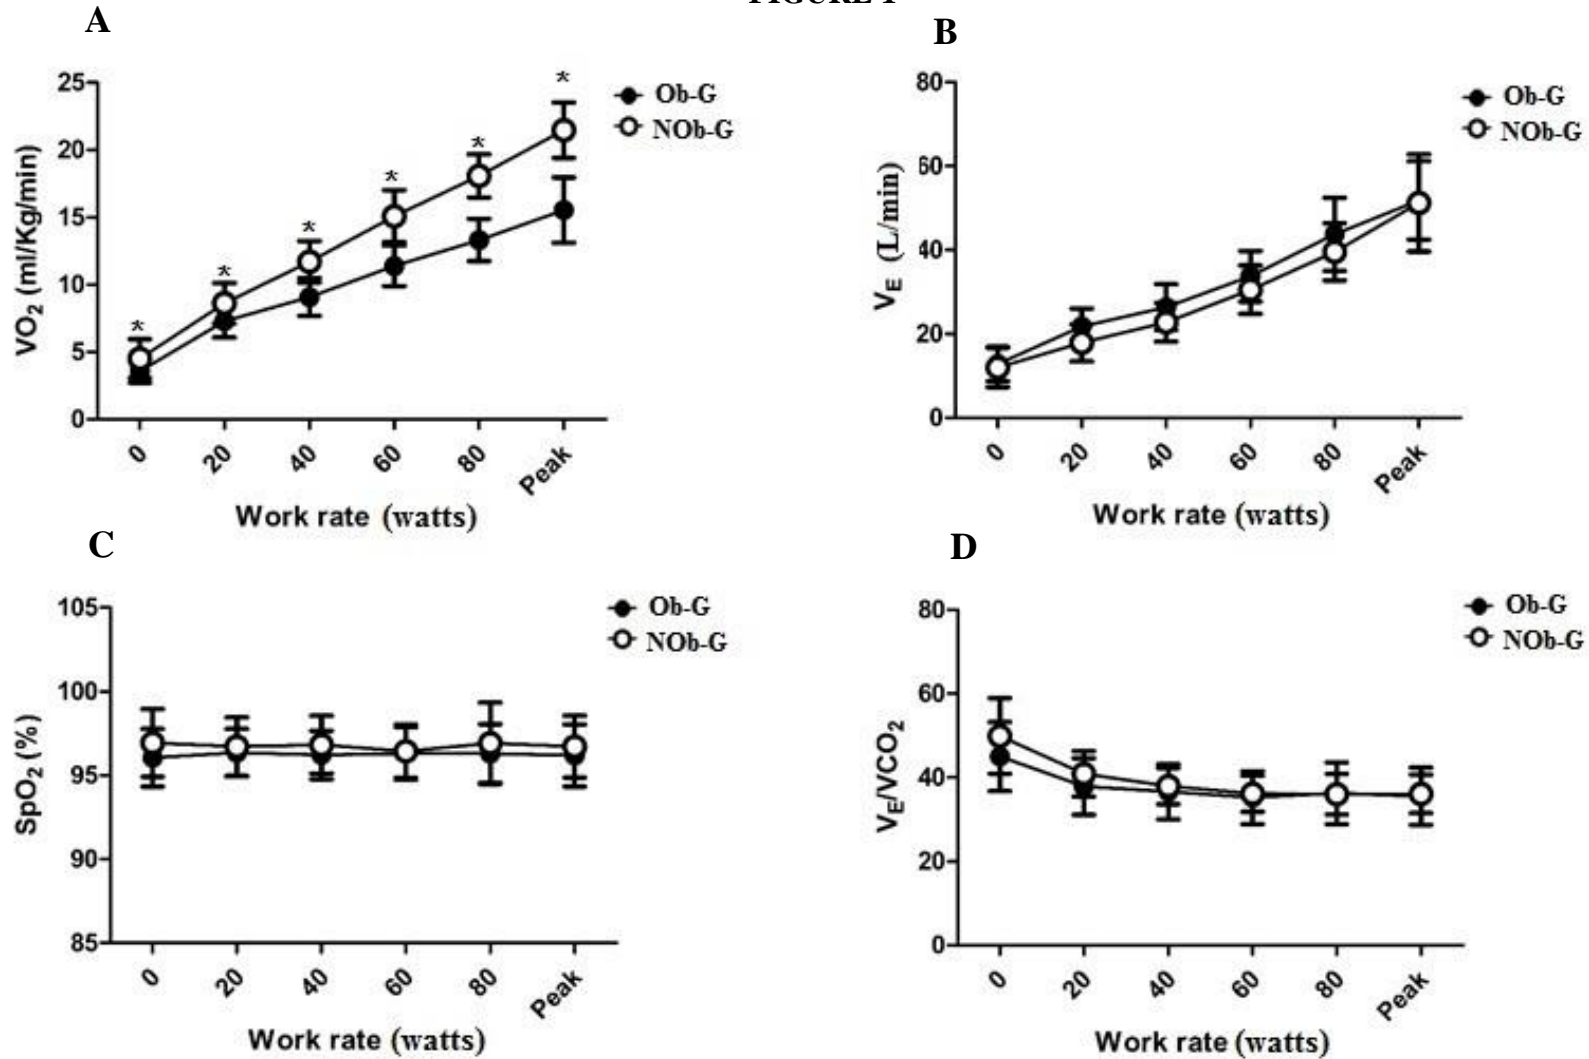 FIGURE 1
A
25
20
15
10
5
0
VO2 (ml/Kg/min)
* * * * * *
Ob-G
NOb-G
0 20 40 60 80 Peak
Work rate (watts)
B
80
60
40
20
0
VE (L/min)
Ob-G
NOb-G
0 20 40 60 80 Peak
Work rate (watts)
C
105
100
95
90
85
SpO2 (%)
Ob-G
NOb-G
0 20 40 60 80 Peak
Work rate (watts)
D
80
60
40
20
0
VE/VCO2
Ob-G
NOb-G
0 20 40 60 80 Peak
Work rate (watts)